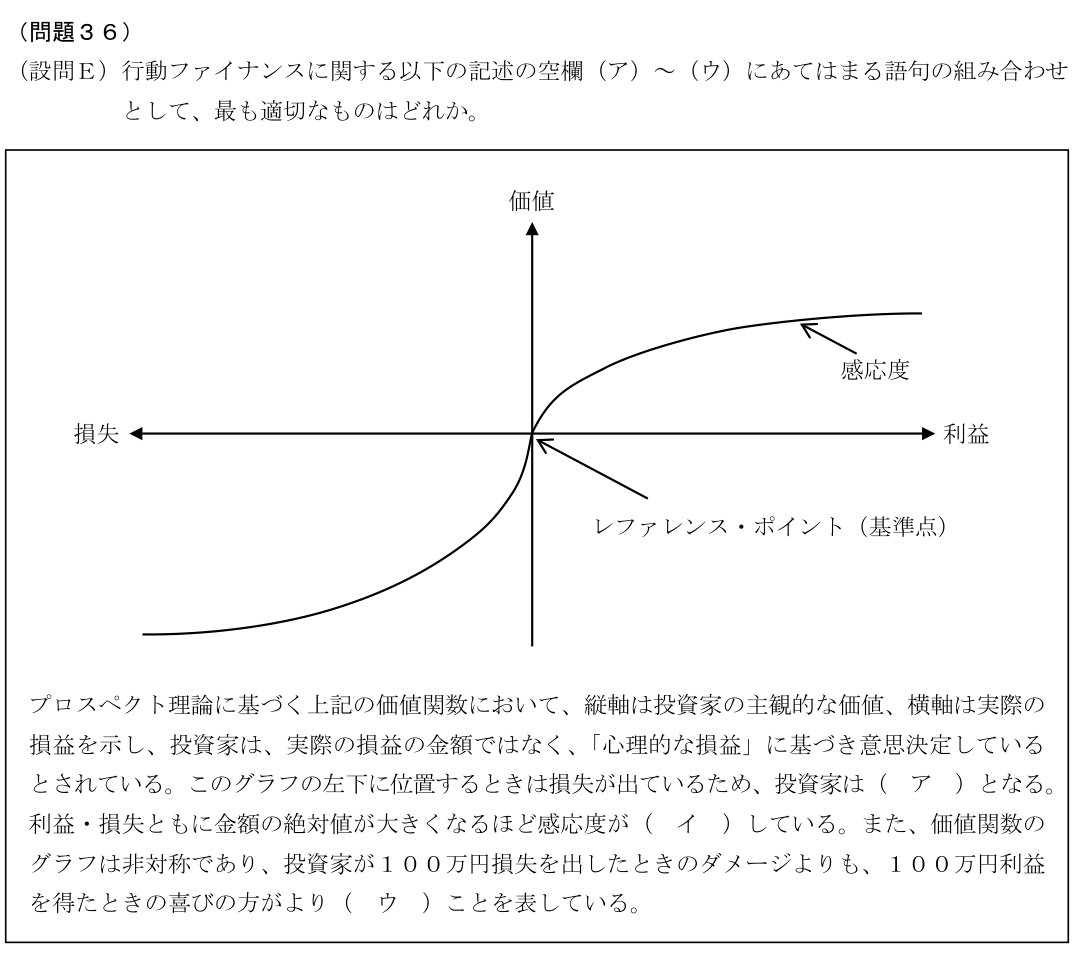 （問題３６）
（設問Ｅ）行動ファイナンスに関する以下の記述の空欄（ア）～（ウ）にあてはまる語句の組み合わせ
として、最も適切なものはどれか。
価値
感応度
損失
利益
レファレンス・ポイント（基準点）
プロスペクト理論に基づく上記の価値関数において、縦軸は投資家の主観的な価値、横軸は実際の
損益を示し、投資家は、実際の損益の金額ではなく、「心理的な損益」に基づき意思決定している
とされている。このグラフの左下に位置するときは損失が出ているため、投資家は（　ア　）となる。
利益・損失ともに金額の絶対値が大きくなるほど感応度が（　イ　）している。また、価値関数の
グラフは非対称であり、投資家が１００万円損失を出したときのダメージよりも、１００万円利益
を得たときの喜びの方がより（　ウ　）ことを表している。